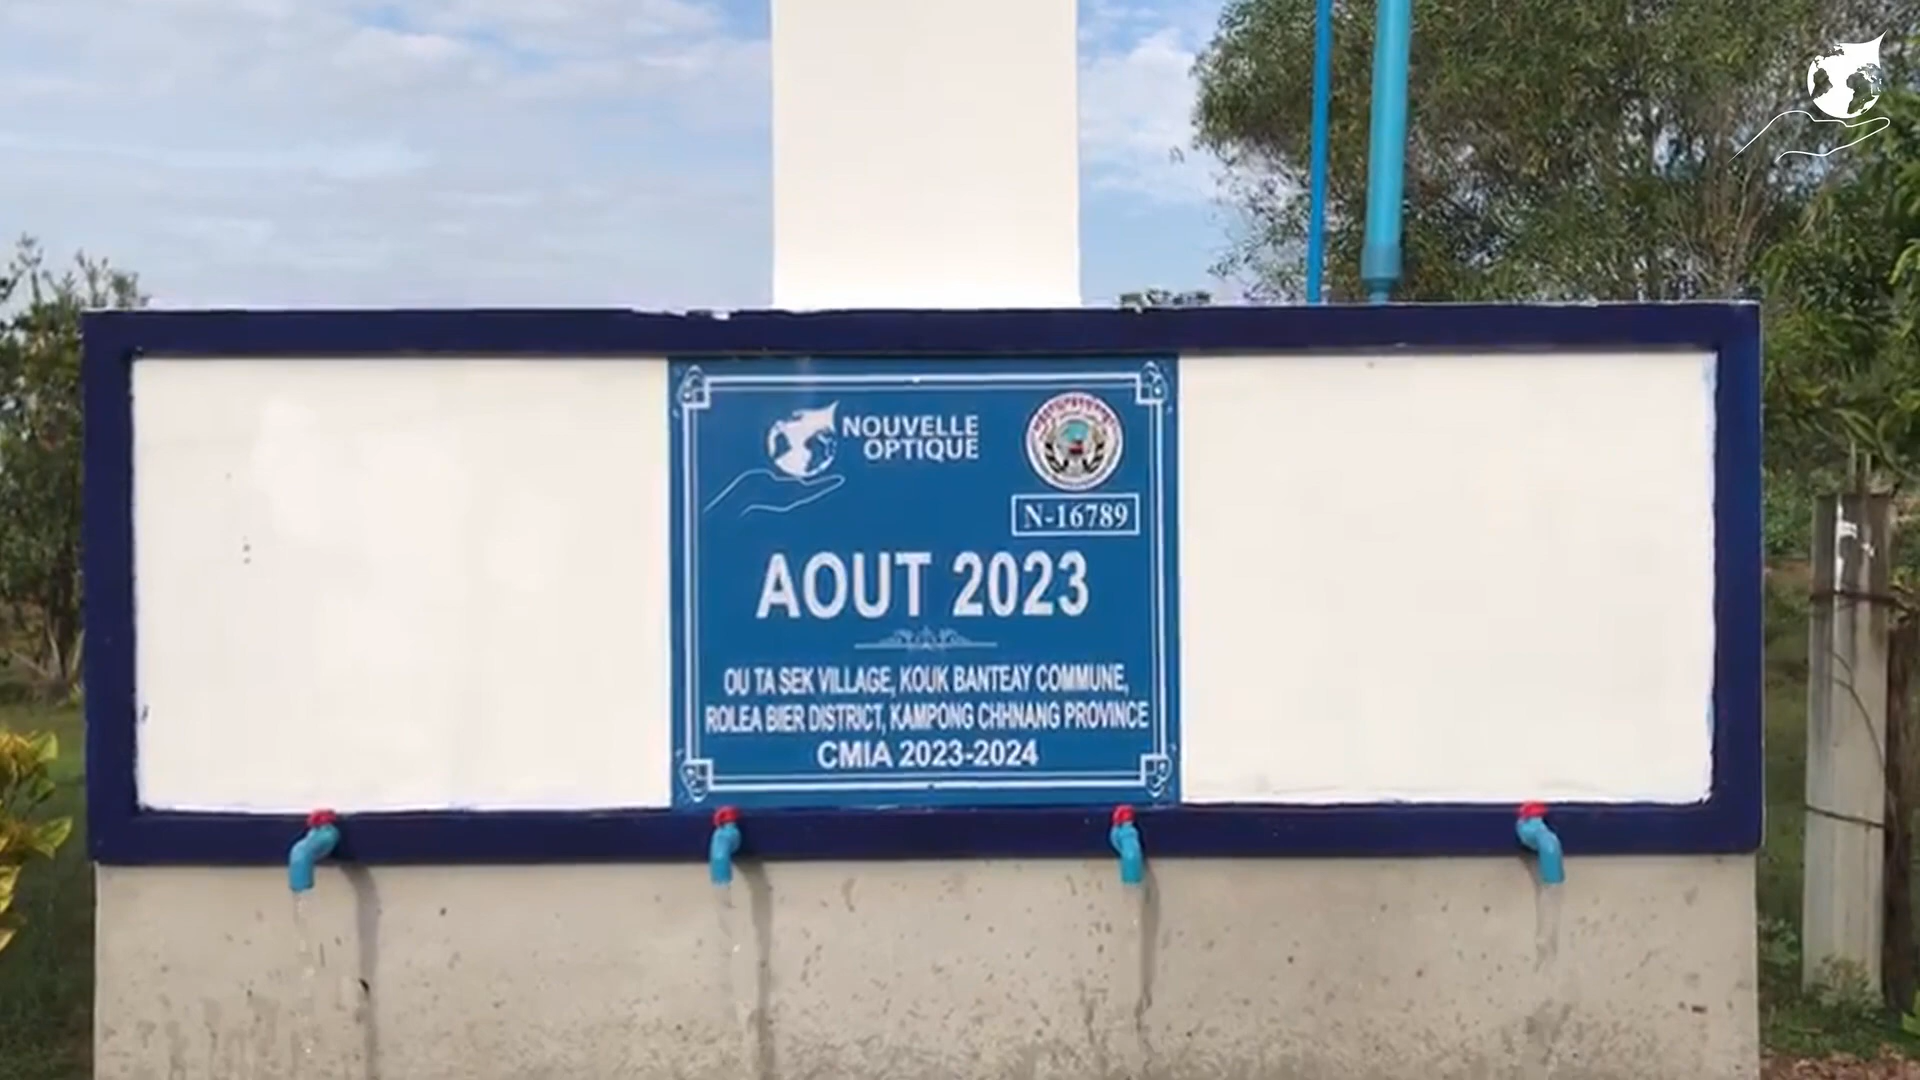 NOUVELLE
OPTIQUE
N-16789
AOUT 2023
OU TA SEK VILLAGE, KOUK BANTEAY COMMUNE,
ROLEA BIER DISTRICT, KAMPONG CHHNANG PROVINCE
CMIA 2023-2024